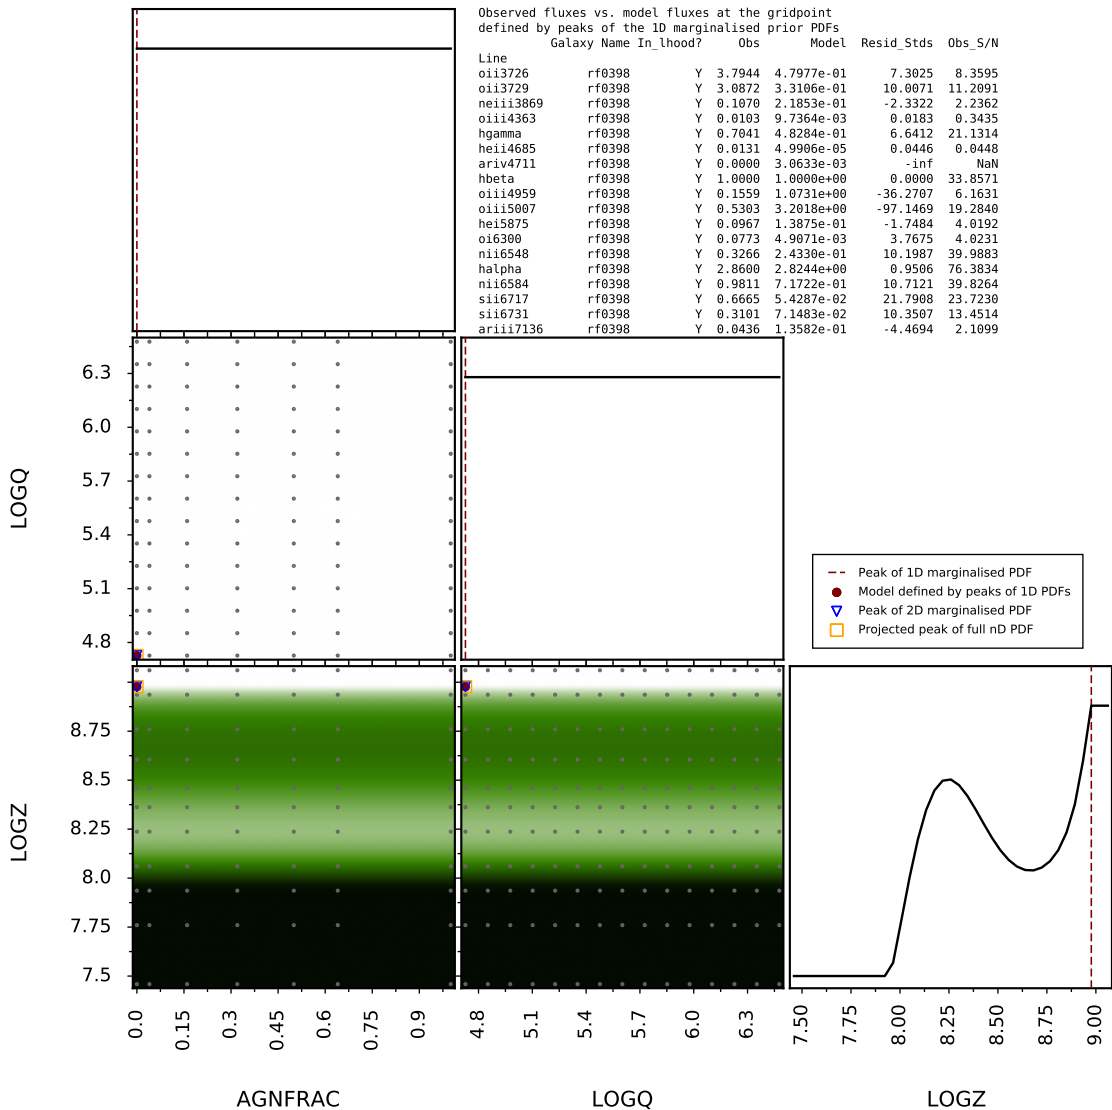 Observed fluxes vs. model fluxes at the gridpoint
defined by peaks of the 1D marginalised prior PDFs
Galaxy Name In_lhood? Obs Model Resid_Stds Obs_S/N
Line
oii3726 rf0398 Y 3.7944 4.7977e-01 7.3025 8.3595
oii3729 rf0398 Y 3.0872 3.3106e-01 10.0071 11.2091
neiii3869 rf0398 Y 0.1070 2.1853e-01 -2.3322 2.2362
oiii4363 rf0398 Y 0.0103 9.7364e-03 0.0183 0.3435
hgamma rf0398 Y 0.7041 4.8284e-01 6.6412 21.1314
heii4685 rf0398 Y 0.0131 4.9906e-05 0.0446 0.0448
ariv4711 rf0398 Y 0.0000 3.0633e-03 -inf NaN
hbeta rf0398 Y 1.0000 1.0000e+00 0.0000 33.8571
oiii4959 rf0398 Y 0.1559 1.0731e+00 -36.2707 6.1631
oiii5007 rf0398 Y 0.5303 3.2018e+00 -97.1469 19.2840
hei5875 rf0398 Y 0.0967 1.3875e-01 -1.7484 4.0192
oi6300 rf0398 Y 0.0773 4.9071e-03 3.7675 4.0231
nii6548 rf0398 Y 0.3266 2.4330e-01 10.1987 39.9883
halpha rf0398 Y 2.8600 2.8244e+00 0.9506 76.3834
nii6584 rf0398 Y 0.9811 7.1722e-01 10.7121 39.8264
sii6717 rf0398 Y 0.6665 5.4287e-02 21.7908 23.7230
sii6731 rf0398 Y 0.3101 7.1483e-02 10.3507 13.4514
ariii7136 rf0398 Y 0.0436 1.3582e-01 -4.4694 2.1099
6.3
6.0
5.7
5.4
5.1
4.8
LOGQ
Peak of 1D marginalised PDF
Model defined by peaks of 1D PDFs
Peak of 2D marginalised PDF
Projected peak of full nD PDF
8.75
8.5
8.25
8.0
7.75
7.5
LOGZ
0.0 0.15 0.3 0.45 0.6 0.75 0.9
4.8 5.1 5.4 5.7 6.0 6.3
7.50 7.75 8.00 8.25 8.50 8.75 9.00
AGNFRAC LOGQ LOGZ